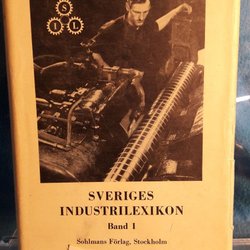 S
I L
SVERIGES
INDUSTRILEXIKON
Band 1
Sohlmans Förlag, Stockholm